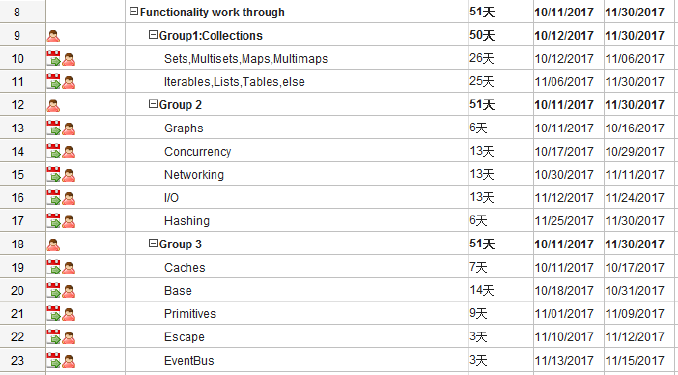 8 Functionality work through 51天 10/11/2017 11/30/2017
9 Group1:Collections 50天 10/12/2017 11/30/2017
10 Sets,Multisets,Maps,Multimaps 26天 10/12/2017 11/06/2017
11 Iterables,Lists,Tables,else 25天 11/06/2017 11/30/2017
12 Group 2 51天 10/11/2017 11/30/2017
13 Graphs 6天 10/11/2017 10/16/2017
14 Concurrency 13天 10/17/2017 10/29/2017
15 Networking 13天 10/30/2017 11/11/2017
16 I/O 13天 11/12/2017 11/24/2017
17 Hashing 6天 11/25/2017 11/30/2017
18 Group 3 51天 10/11/2017 11/30/2017
19 Caches 7天 10/11/2017 10/17/2017
20 Base 14天 10/18/2017 10/31/2017
21 Primitives 9天 11/01/2017 11/09/2017
22 Escape 3天 11/10/2017 11/12/2017
23 EventBus 3天 11/13/2017 11/15/2017